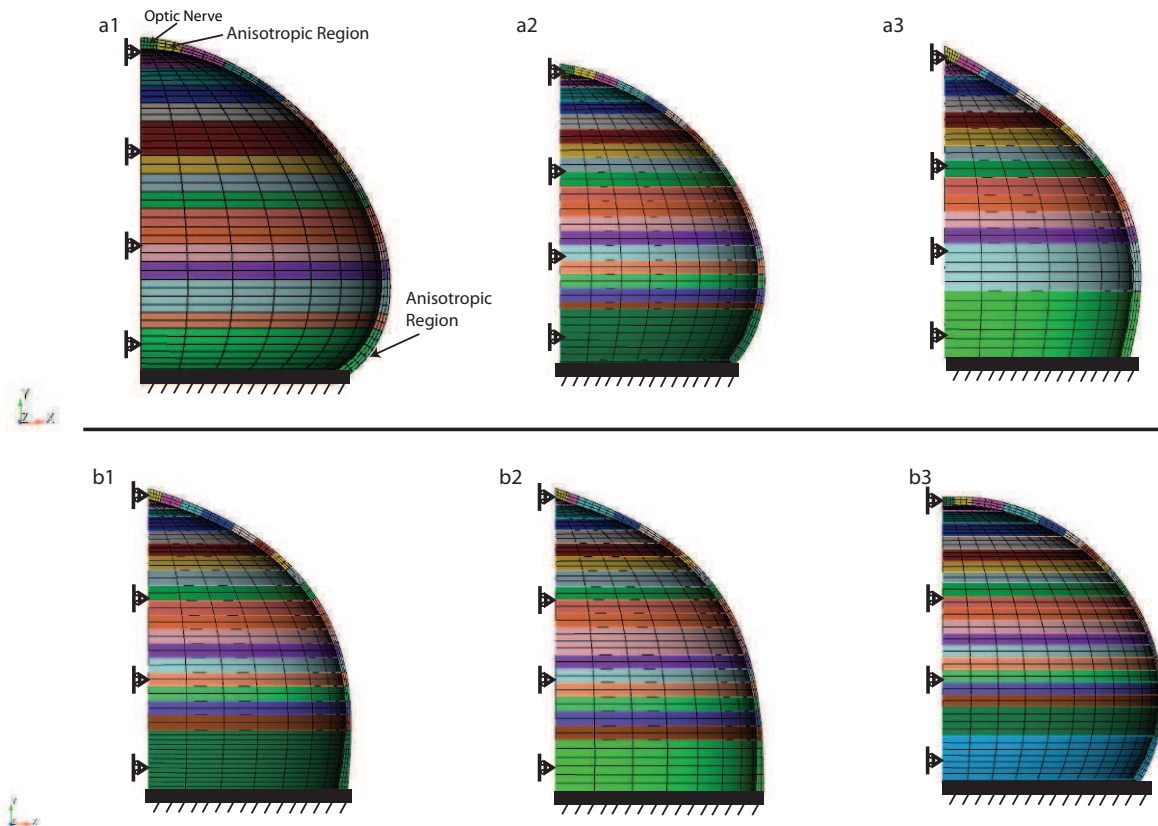 Optic Nerve
Anisotropic Region
a1
a2
a3
Anisotropic
Region
Y
Z X
b1
b2
b3
Y
Z X